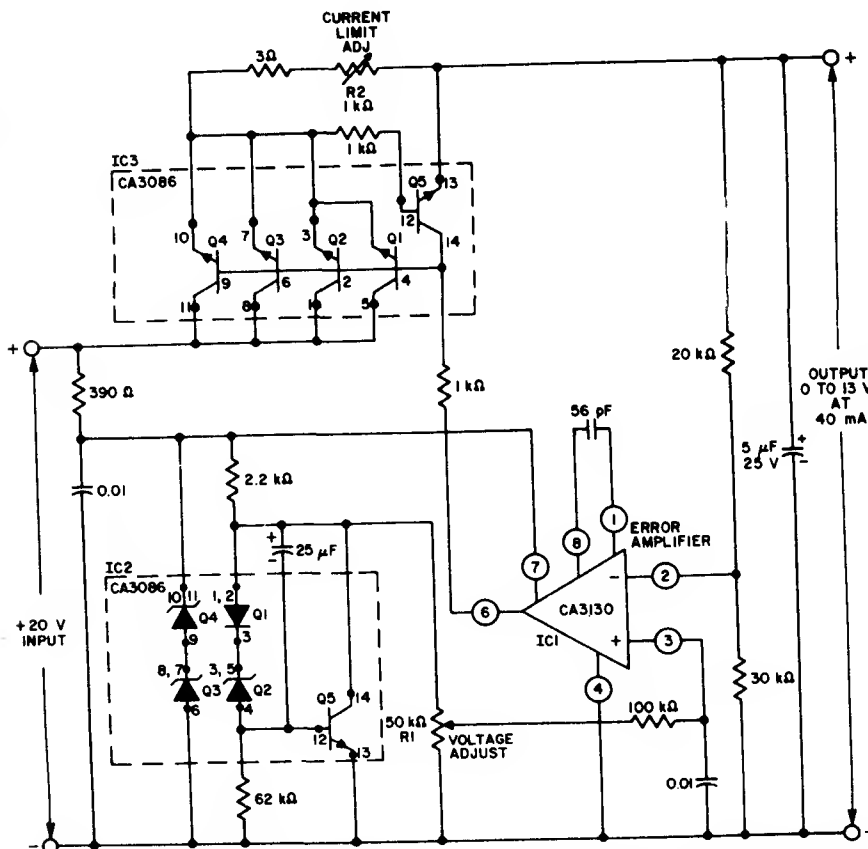 CURRENT
LIMIT
ADJ
3Ω
R2
1 kΩ
1 kΩ
IC3
CA3086
Q5
13
12
14
10
Q4
7
Q3
3
Q2
Q1
9
6
2
4
11
8
1
5
+
+
390 Ω
1 kΩ
20 kΩ
OUTPUT
0 TO 13 V
AT
40 mA
56 pF
5 μF
25 V
+
-
0.01
2.2 kΩ
+
-
25 μF
7
8
1
ERROR
AMPLIFIER
IC2
CA3086
10 11
Q4
9
1, 2
Q1
3
6
CA3130
IC1
-
2
+
3
4
+20 V
INPUT
8, 7
Q3
6
3, 5
Q2
4
Q5
14
12
13
50 kΩ
R1
VOLTAGE
ADJUST
100 kΩ
30 kΩ
62 kΩ
0.01
-
-